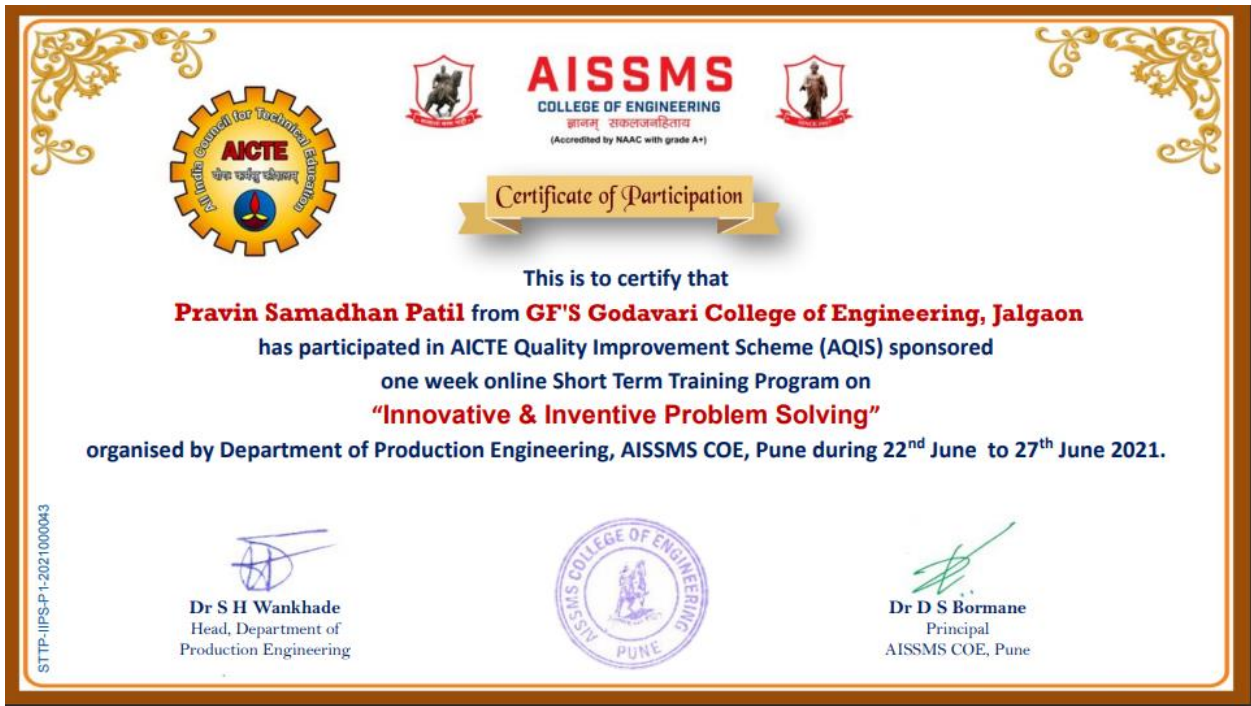 AISSMS
COLLEGE OF ENGINEERING
ज्ञानम् सकलजनहिताय
(Accredited by NAAC with grade A+)
All India Council for Technical Education
AICTE
योगः कर्मसु कौशलम्
Certificate of Participation
This is to certify that
Pravin Samadhan Patil from GF'S Godavari College of Engineering, Jalgaon
has participated in AICTE Quality Improvement Scheme (AQIS) sponsored
one week online Short Term Training Program on
“Innovative & Inventive Problem Solving”
organised by Department of Production Engineering, AISSMS COE, Pune during 22nd June to 27th June 2021.
STTP-IIPS-P1-2021000043
Dr S H Wankhade
Head, Department of
Production Engineering
AISSMS COLLEGE OF ENGINEERING
PUNE
Dr D S Bormane
Principal
AISSMS COE, Pune